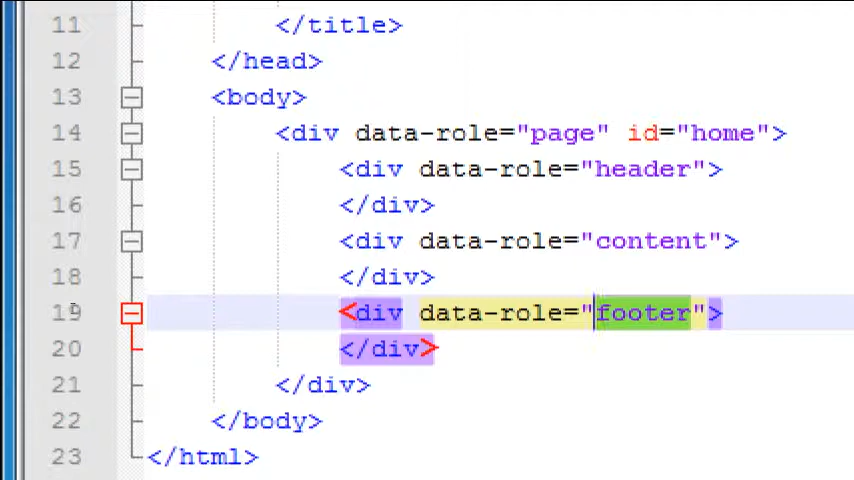 11 </title>
12 </head>
13 <body>
14 <div data-role="page" id="home">
15 <div data-role="header">
16 </div>
17 <div data-role="content">
18 </div>
19 <div data-role="footer">
20 </div>
21 </div>
22 </body>
23 </html>